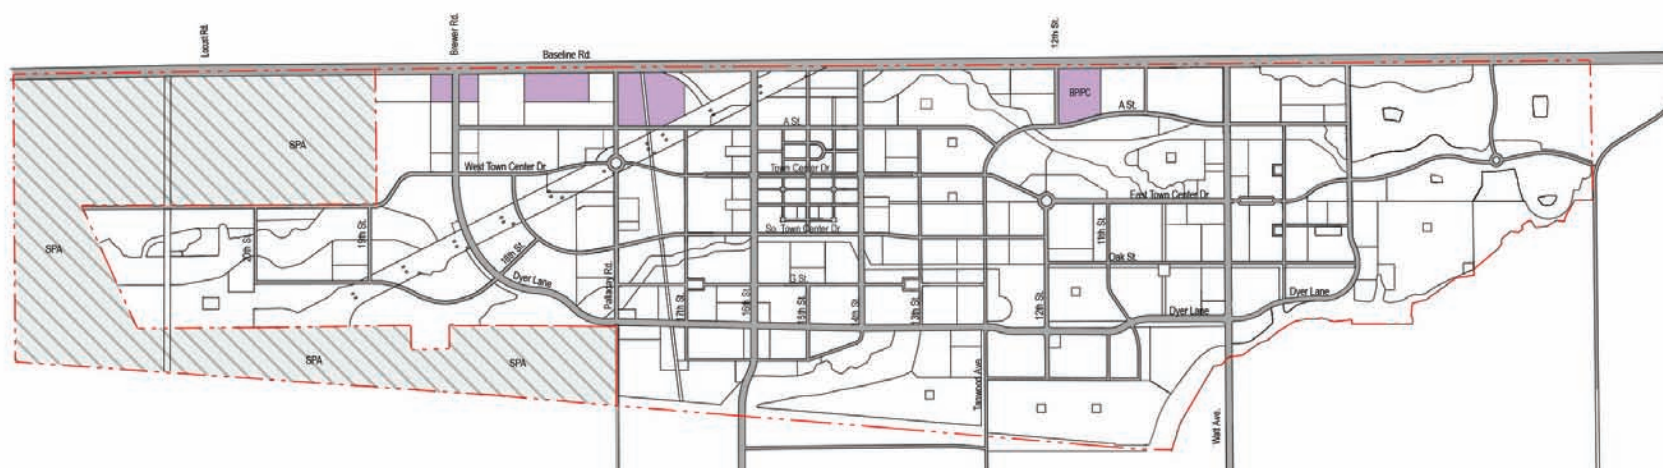 Locust Rd.
Brewer Rd.
Baseline Rd.
12th St.
BP/PC
A St.
A St.
SPA
West Town Center Dr.
Town Center Dr.
East Town Center Dr.
So. Town Center Dr.
SPA
20th St.
19th St.
18th St.
11th St.
Oak St.
Dyer Lane
Palladay Rd.
G St.
17th St.
16th St.
15th St.
14th St.
13th St.
12th St.
Dyer Lane
Dyer Lane
SPA
SPA
Tanwood Ave.
Watt Ave.